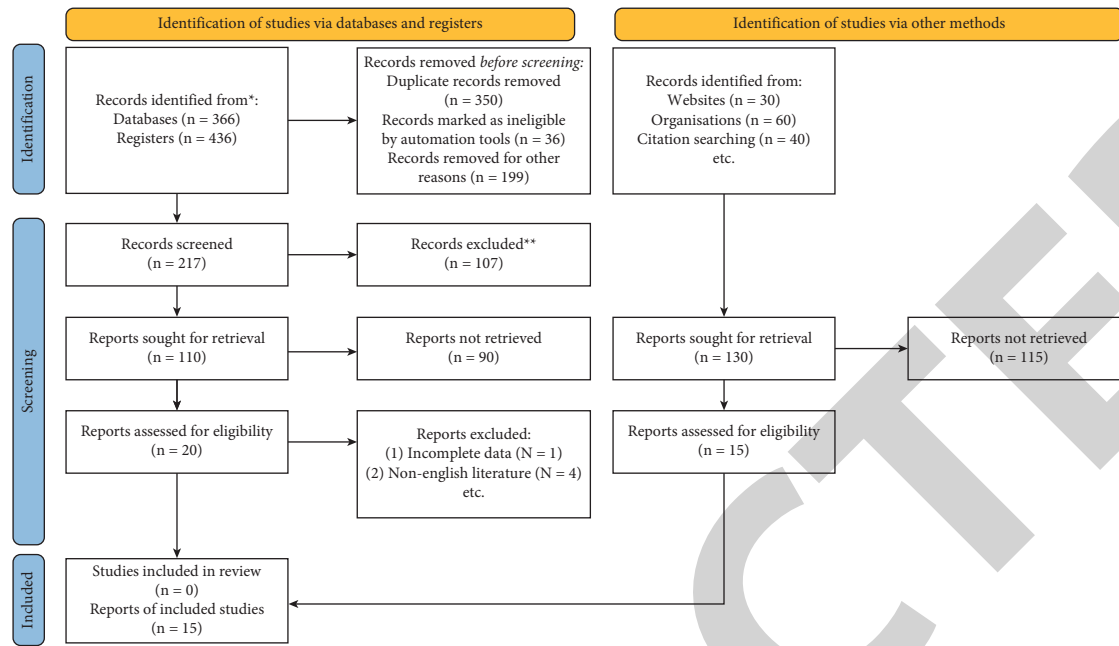 Identification of studies via databases and registers
Identification of studies via other methods
Identification
Records identified from*:
Databases (n = 366)
Registers (n = 436)
Records removed before screening:
Duplicate records removed
(n = 350)
Records marked as ineligible
by automation tools (n = 36)
Records removed for other
reasons (n = 199)
Records identified from:
Websites (n = 30)
Organisations (n = 60)
Citation searching (n = 40)
etc.
Screening
Records screened
(n = 217)
Records excluded**
(n = 107)
Reports sought for retrieval
(n = 110)
Reports not retrieved
(n = 90)
Reports sought for retrieval
(n = 130)
Reports not retrieved
(n = 115)
Reports assessed for eligibility
(n = 20)
Reports excluded:
(1) Incomplete data (N = 1)
(2) Non-english literature (N = 4)
etc.
Reports assessed for eligibility
(n = 15)
Included
Studies included in review
(n = 0)
Reports of included studies
(n = 15)
CTE